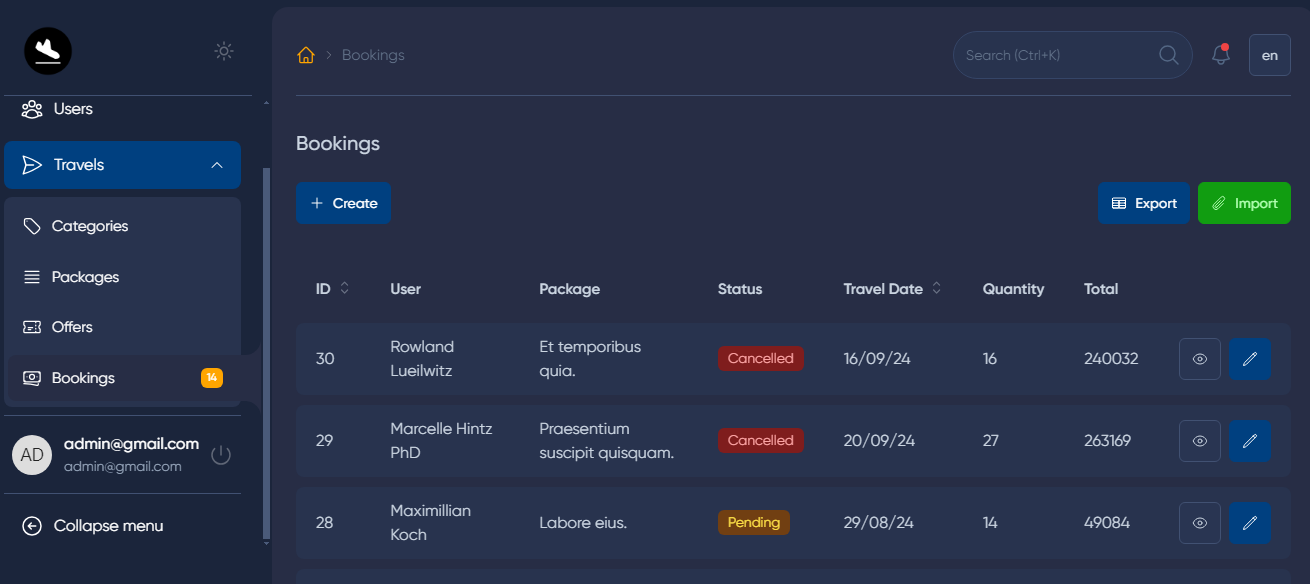 Users
Travels
Categories
Packages
Offers
Bookings 14
AD
admin@gmail.com
admin@gmail.com
Collapse menu
Bookings
Search (Ctrl+K)
en
Bookings
Create
Export
Import
ID User Package Status Travel Date Quantity Total
30 Rowland Lueilwitz Et temporibus quia. Cancelled 16/09/24 16 240032
29 Marcelle Hintz PhD Praesentium suscipit quisquam. Cancelled 20/09/24 27 263169
28 Maximillian Koch Labore eius. Pending 29/08/24 14 49084